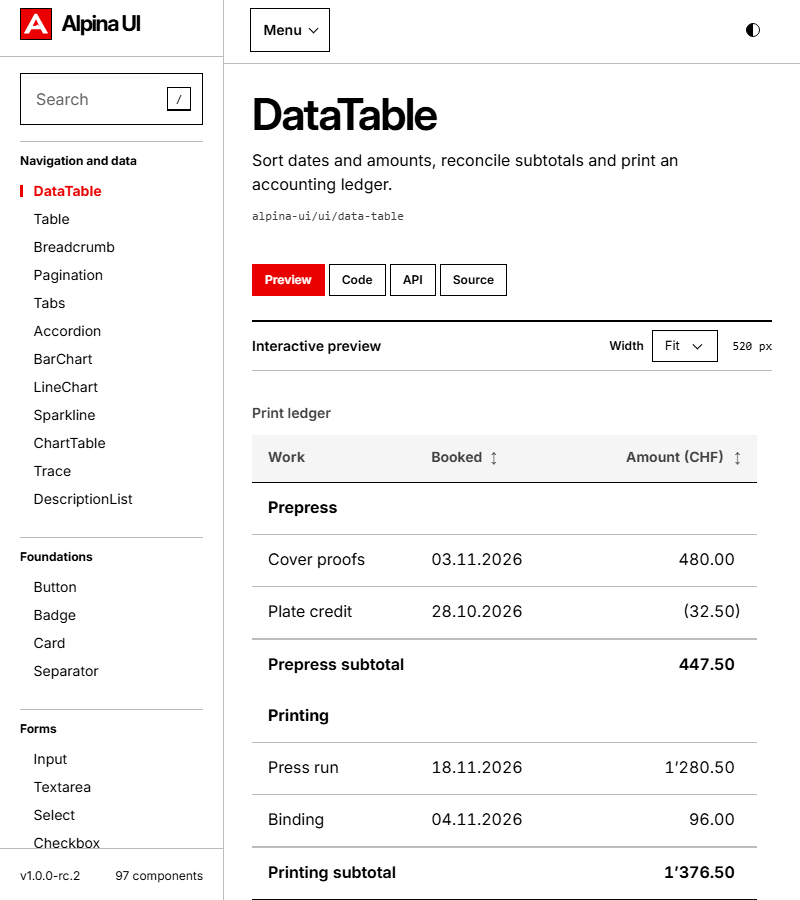 Alpina UI
Search /
Navigation and data
DataTable
Table
Breadcrumb
Pagination
Tabs
Accordion
BarChart
LineChart
Sparkline
ChartTable
Trace
DescriptionList
Foundations
Button
Badge
Card
Separator
Forms
Input
Textarea
Select
Checkbox
v1.0.0-rc.2 97 components
Menu
DataTable
Sort dates and amounts, reconcile subtotals and print an
accounting ledger.
alpina-ui/ui/data-table
Preview Code API Source
Interactive preview Width Fit 520 px
Print ledger
Work Booked ↕ Amount (CHF) ↕
Prepress
Cover proofs 03.11.2026 480.00
Plate credit 28.10.2026 (32.50)
Prepress subtotal 447.50
Printing
Press run 18.11.2026 1’280.50
Binding 04.11.2026 96.00
Printing subtotal 1’376.50